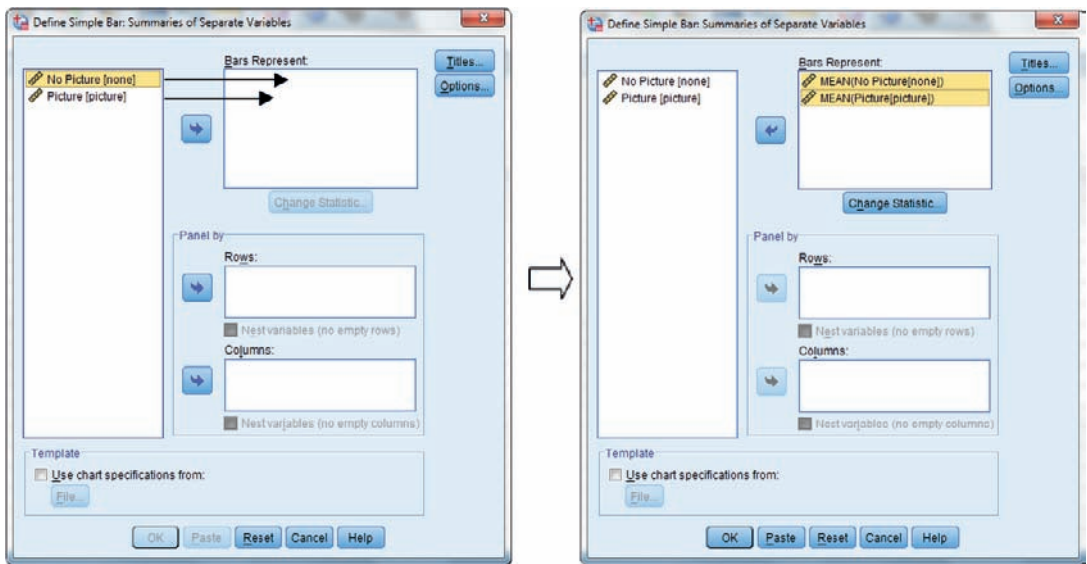 Define Simple Bar: Summaries of Separate Variables
No Picture [none]
Picture [picture]
Bars Represent:
Titles...
Options...
Change Statistic...
Panel by
Rows:
Nest variables (no empty rows)
Columns:
Nest variables (no empty columns)
Template
Use chart specifications from:
File...
OK Paste Reset Cancel Help
Define Simple Bar: Summaries of Separate Variables
No Picture [none]
Picture [picture]
Bars Represent:
MEAN(No Picture[none])
MEAN(Picture[picture])
Titles...
Options...
Change Statistic...
Panel by
Rows:
Nest variables (no empty rows)
Columns:
Nest variables (no empty columns)
Template
Use chart specifications from:
File...
OK Paste Reset Cancel Help